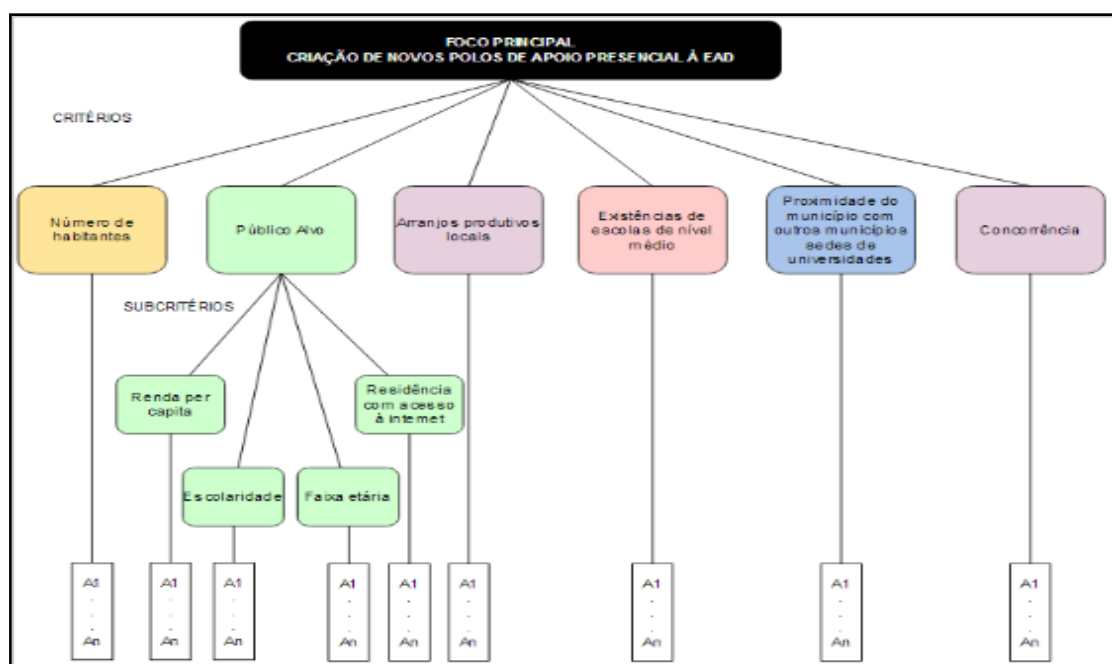 FOCO PRINCIPAL
CRIAÇÃO DE NOVOS POLOS DE APOIO PRESENCIAL À EAD
CRITÉRIOS
Número de
habitantes
Público Alvo
Arranjos produtivos
locais
Existências de
escolas de nível
médio
Proximidade do
município com
outros municípios
sedes de
universidades
Concorrência
SUBCRITÉRIOS
Renda per
capita
Residência
com acesso
à internet
Escolaridade
Faixa etária
A1
.
.
.
An
A1
.
.
.
An
A1
.
.
.
An
A1
.
.
.
An
A1
.
.
.
An
A1
.
.
.
An
A1
.
.
.
An
A1
.
.
.
An
A1
.
.
.
An